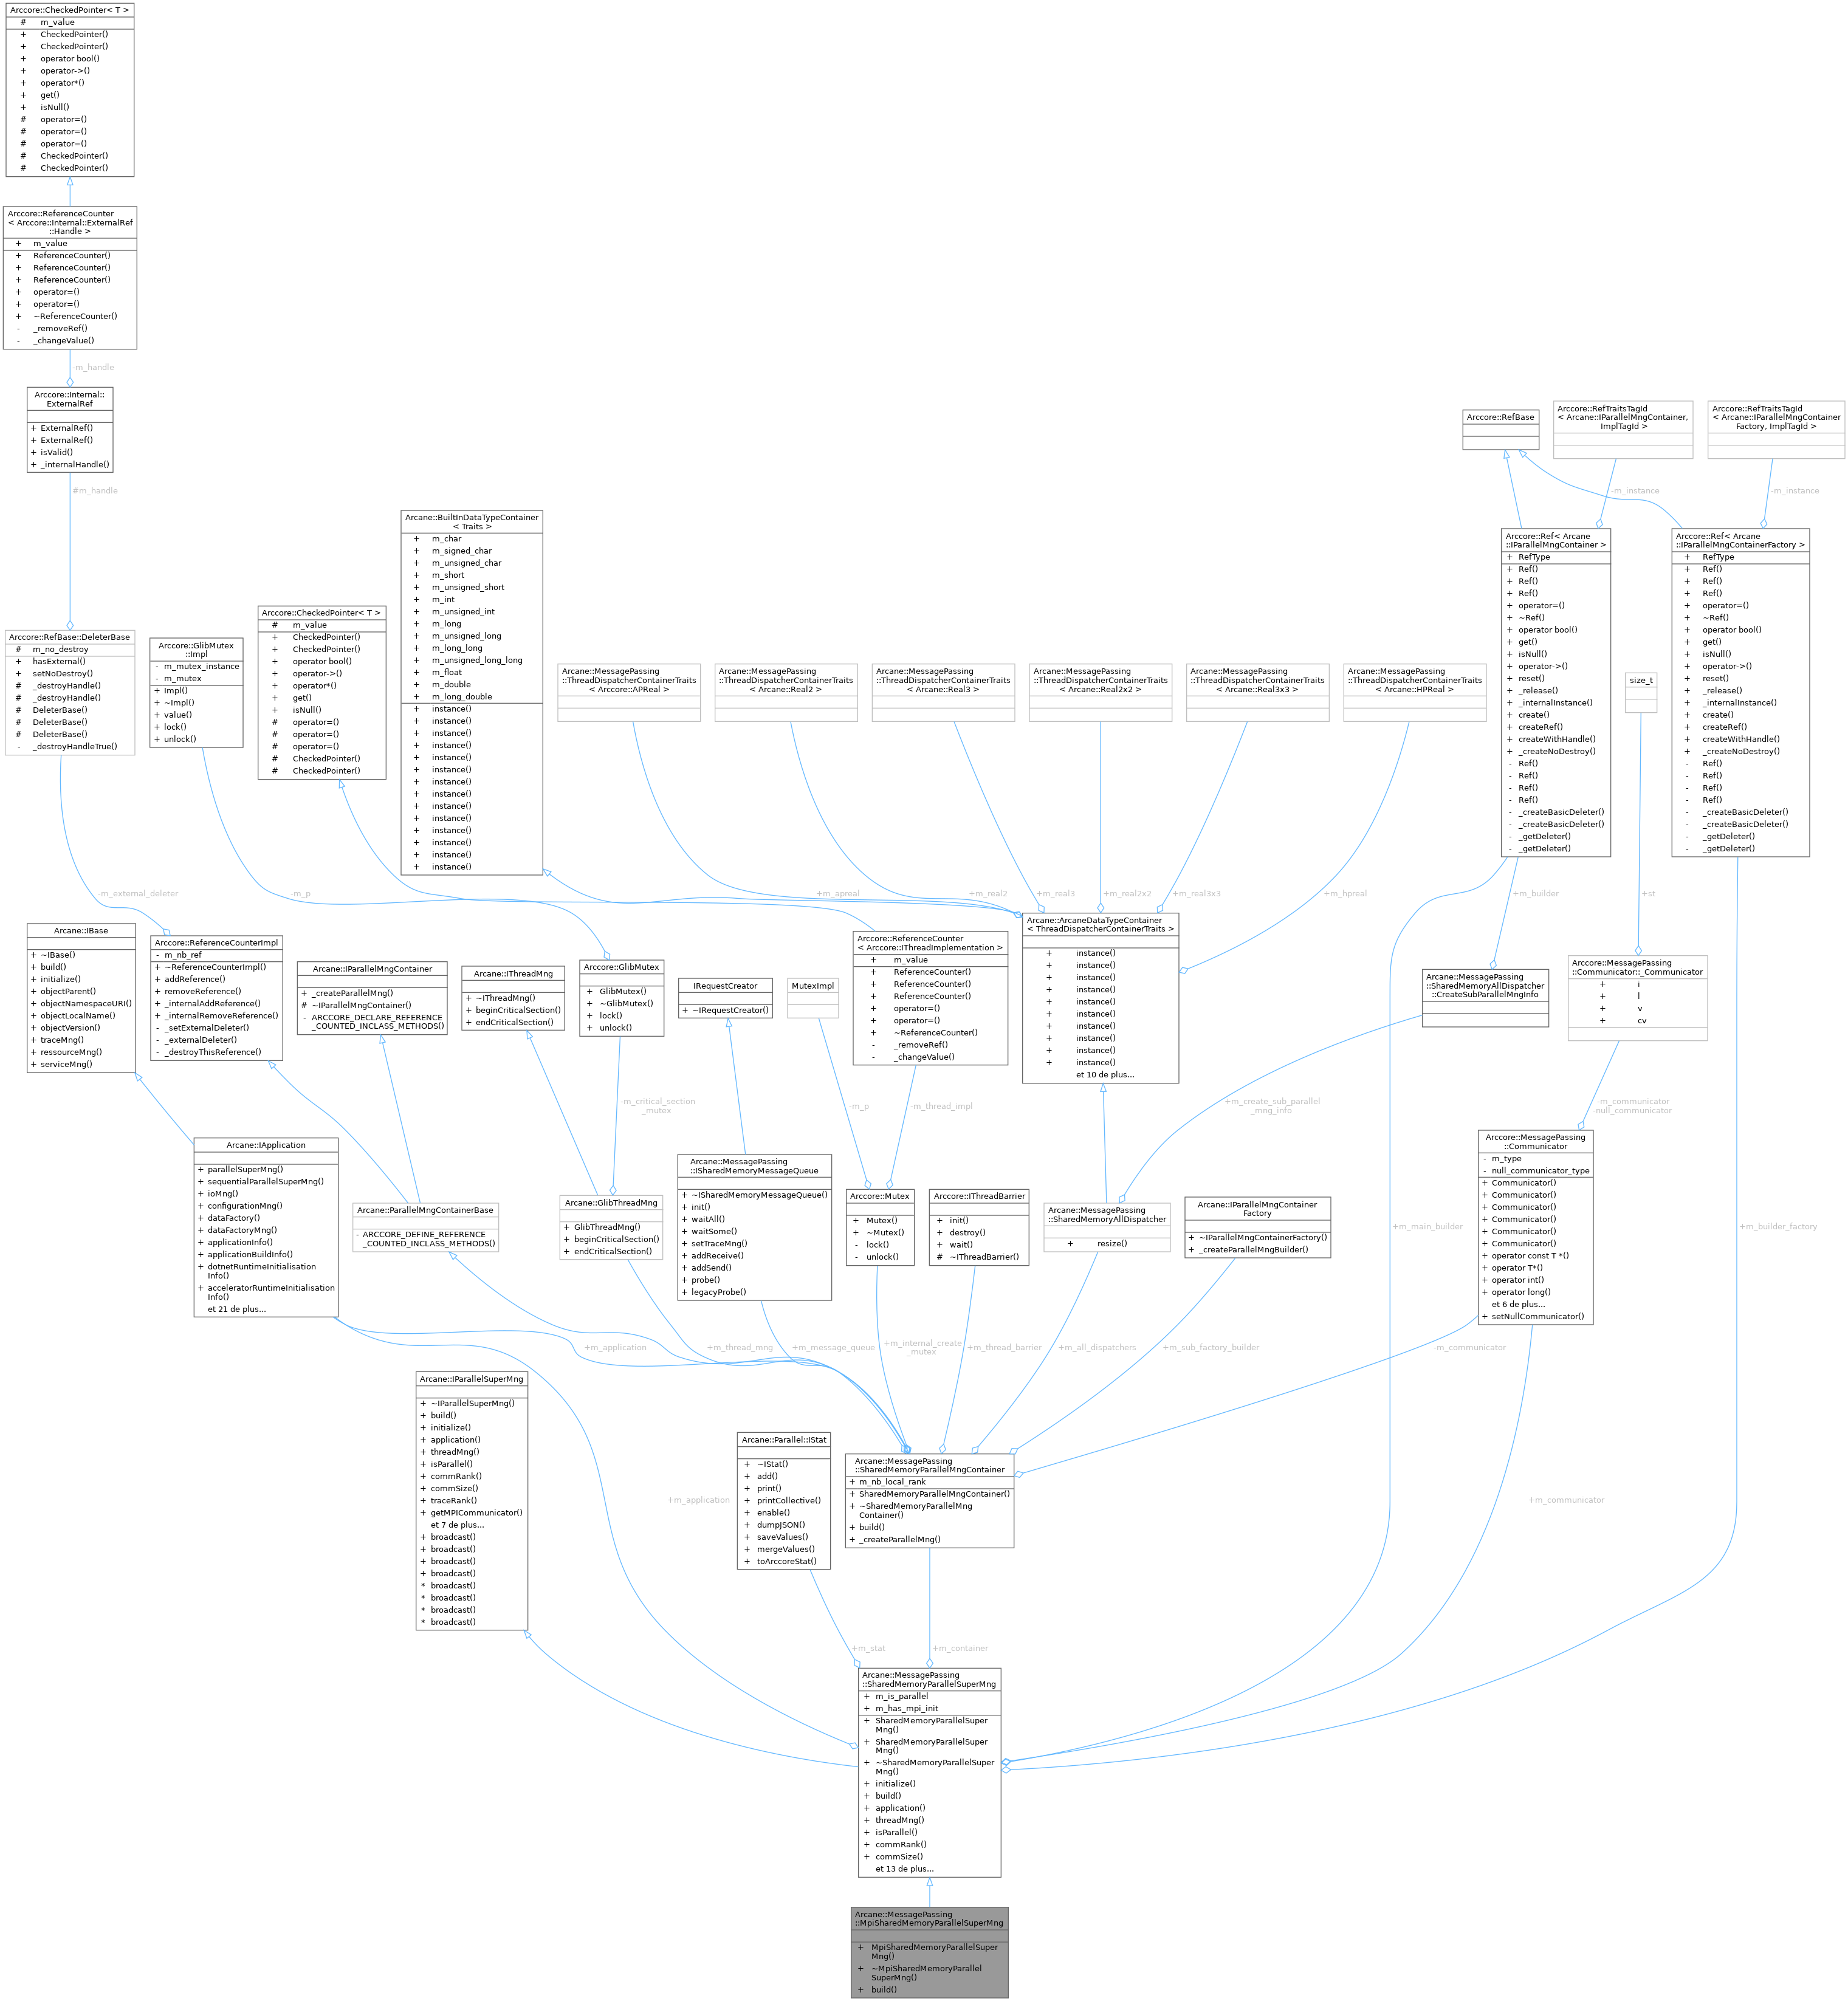 Arccore::CheckedPointer< T >
# m_value
+ CheckedPointer()
+ CheckedPointer()
+ operator bool()
+ operator->()
+ operator*()
+ get()
+ isNull()
# operator=()
# operator=()
# operator=()
# CheckedPointer()
# CheckedPointer()
Arccore::ReferenceCounter
< Arccore::Internal::ExternalRef
::Handle >
+ m_value
+ ReferenceCounter()
+ ReferenceCounter()
+ ReferenceCounter()
+ operator=()
+ operator=()
+ ~ReferenceCounter()
- _removeRef()
- _changeValue()
-m_handle
Arccore::Internal::
ExternalRef
+ ExternalRef()
+ ExternalRef()
+ isValid()
+ _internalHandle()
#m_handle
Arccore::RefBase::DeleterBase
# m_no_destroy
+ hasExternal()
+ setNoDestroy()
# _destroyHandle()
# _destroyHandle()
# DeleterBase()
# DeleterBase()
# DeleterBase()
- _destroyHandleTrue()
Arccore::GlibMutex
::Impl
- m_mutex_instance
- m_mutex
+ Impl()
+ ~Impl()
+ value()
+ lock()
+ unlock()
Arccore::CheckedPointer< T >
# m_value
+ CheckedPointer()
+ CheckedPointer()
+ operator bool()
+ operator->()
+ operator*()
+ get()
+ isNull()
# operator=()
# operator=()
# operator=()
# CheckedPointer()
# CheckedPointer()
Arcane::BuiltInDataTypeContainer
< Traits >
+ m_char
+ m_signed_char
+ m_unsigned_char
+ m_short
+ m_unsigned_short
+ m_int
+ m_unsigned_int
+ m_long
+ m_unsigned_long
+ m_long_long
+ m_unsigned_long_long
+ m_float
+ m_double
+ m_long_double
+ instance()
+ instance()
+ instance()
+ instance()
+ instance()
+ instance()
+ instance()
+ instance()
+ instance()
+ instance()
+ instance()
+ instance()
+ instance()
+ instance()
Arcane::MessagePassing
::ThreadDispatcherContainerTraits
< Arccore::APReal >
Arcane::MessagePassing
::ThreadDispatcherContainerTraits
< Arcane::Real2 >
Arcane::MessagePassing
::ThreadDispatcherContainerTraits
< Arcane::Real3 >
Arcane::MessagePassing
::ThreadDispatcherContainerTraits
< Arcane::Real2x2 >
Arcane::MessagePassing
::ThreadDispatcherContainerTraits
< Arcane::Real3x3 >
Arcane::MessagePassing
::ThreadDispatcherContainerTraits
< Arcane::HPReal >
Arccore::RefBase
Arccore::RefTraitsTagId
< Arcane::IParallelMngContainer,
ImplTagId >
Arccore::RefTraitsTagId
< Arcane::IParallelMngContainer
Factory, ImplTagId >
-m_instance
-m_instance
Arccore::Ref< Arcane
::IParallelMngContainer >
+ RefType
+ Ref()
+ Ref()
+ Ref()
+ operator=()
+ ~Ref()
+ operator bool()
+ get()
+ isNull()
+ operator->()
+ reset()
+ _release()
+ _internalInstance()
+ create()
+ createRef()
+ createWithHandle()
+ _createNoDestroy()
- Ref()
- Ref()
- Ref()
- Ref()
- _createBasicDeleter()
- _createBasicDeleter()
- _getDeleter()
- _getDeleter()
Arccore::Ref< Arcane
::IParallelMngContainerFactory >
+ RefType
+ Ref()
+ Ref()
+ Ref()
+ operator=()
+ ~Ref()
+ operator bool()
+ get()
+ isNull()
+ operator->()
+ reset()
+ _release()
+ _internalInstance()
+ create()
+ createRef()
+ createWithHandle()
+ _createNoDestroy()
- Ref()
- Ref()
- Ref()
- Ref()
- _createBasicDeleter()
- _createBasicDeleter()
- _getDeleter()
- _getDeleter()
size_t
-m_external_deleter
-m_p
+m_apreal
+m_real2
+m_real3
+m_real2x2
+m_real3x3
+m_hpreal
+m_builder
+st
Arcane::IBase
+ ~IBase()
+ build()
+ initialize()
+ objectParent()
+ objectNamespaceURI()
+ objectLocalName()
+ objectVersion()
+ traceMng()
+ ressourceMng()
+ serviceMng()
Arccore::ReferenceCounterImpl
- m_nb_ref
+ ~ReferenceCounterImpl()
+ addReference()
+ removeReference()
+ _internalAddReference()
+ _internalRemoveReference()
- _setExternalDeleter()
- _externalDeleter()
- _destroyThisReference()
Arcane::IParallelMngContainer
+ _createParallelMng()
# ~IParallelMngContainer()
- ARCCORE_DECLARE_REFERENCE
_COUNTED_INCLASS_METHODS()
Arcane::IThreadMng
+ ~IThreadMng()
+ beginCriticalSection()
+ endCriticalSection()
Arccore::GlibMutex
+ GlibMutex()
+ ~GlibMutex()
+ lock()
+ unlock()
IRequestCreator
+ ~IRequestCreator()
MutexImpl
Arccore::ReferenceCounter
< Arccore::IThreadImplementation >
+ m_value
+ ReferenceCounter()
+ ReferenceCounter()
+ ReferenceCounter()
+ operator=()
+ operator=()
+ ~ReferenceCounter()
- _removeRef()
- _changeValue()
Arcane::ArcaneDataTypeContainer
< ThreadDispatcherContainerTraits >
+ instance()
+ instance()
+ instance()
+ instance()
+ instance()
+ instance()
+ instance()
+ instance()
+ instance()
+ instance()
et 10 de plus...
Arcane::MessagePassing
::SharedMemoryAllDispatcher
::CreateSubParallelMngInfo
Arccore::MessagePassing
::Communicator::_Communicator
+ i
+ l
+ v
+ cv
-m_critical_section
_mutex
-m_p
-m_thread_impl
+m_create_sub_parallel
_mng_info
-m_communicator
-null_communicator
Arcane::IApplication
+ parallelSuperMng()
+ sequentialParallelSuperMng()
+ ioMng()
+ configurationMng()
+ dataFactory()
+ dataFactoryMng()
+ applicationInfo()
+ applicationBuildInfo()
+ dotnetRuntimeInitialisation
Info()
+ acceleratorRuntimeInitialisation
Info()
et 21 de plus...
Arcane::ParallelMngContainerBase
- ARCCORE_DEFINE_REFERENCE
_COUNTED_INCLASS_METHODS()
Arcane::GlibThreadMng
+ GlibThreadMng()
+ beginCriticalSection()
+ endCriticalSection()
Arcane::MessagePassing
::ISharedMemoryMessageQueue
+ ~ISharedMemoryMessageQueue()
+ init()
+ waitAll()
+ waitSome()
+ setTraceMng()
+ addReceive()
+ addSend()
+ probe()
+ legacyProbe()
Arccore::Mutex
+ Mutex()
+ ~Mutex()
- lock()
- unlock()
Arccore::IThreadBarrier
+ init()
+ destroy()
+ wait()
# ~IThreadBarrier()
Arcane::MessagePassing
::SharedMemoryAllDispatcher
+ resize()
Arcane::IParallelMngContainer
Factory
+ ~IParallelMngContainerFactory()
+ _createParallelMngBuilder()
Arccore::MessagePassing
::Communicator
- m_type
- null_communicator_type
+ Communicator()
+ Communicator()
+ Communicator()
+ Communicator()
+ Communicator()
+ Communicator()
+ operator const T *()
+ operator T*()
+ operator int()
+ operator long()
et 6 de plus...
+ setNullCommunicator()
+m_main_builder
+m_builder_factory
+m_application
+m_thread_mng
+m_message_queue
+m_internal_create
_mutex
+m_thread_barrier
+m_all_dispatchers
+m_sub_factory_builder
-m_communicator
Arcane::IParallelSuperMng
+ ~IParallelSuperMng()
+ build()
+ initialize()
+ application()
+ threadMng()
+ isParallel()
+ commRank()
+ commSize()
+ traceRank()
+ getMPICommunicator()
et 7 de plus...
+ broadcast()
+ broadcast()
+ broadcast()
+ broadcast()
* broadcast()
* broadcast()
* broadcast()
* broadcast()
+m_application
Arcane::Parallel::IStat
+ ~IStat()
+ add()
+ print()
+ printCollective()
+ enable()
+ dumpJSON()
+ saveValues()
+ mergeValues()
+ toArccoreStat()
Arcane::MessagePassing
::SharedMemoryParallelMngContainer
+ m_nb_local_rank
+ SharedMemoryParallelMngContainer()
+ ~SharedMemoryParallelMng
Container()
+ build()
+ _createParallelMng()
+m_communicator
+m_stat
+m_container
Arcane::MessagePassing
::SharedMemoryParallelSuperMng
+ m_is_parallel
+ m_has_mpi_init
+ SharedMemoryParallelSuper
Mng()
+ SharedMemoryParallelSuper
Mng()
+ ~SharedMemoryParallelSuper
Mng()
+ initialize()
+ build()
+ application()
+ threadMng()
+ isParallel()
+ commRank()
+ commSize()
et 13 de plus...
Arcane::MessagePassing
::MpiSharedMemoryParallelSuperMng
+ MpiSharedMemoryParallelSuper
Mng()
+ ~MpiSharedMemoryParallel
SuperMng()
+ build()